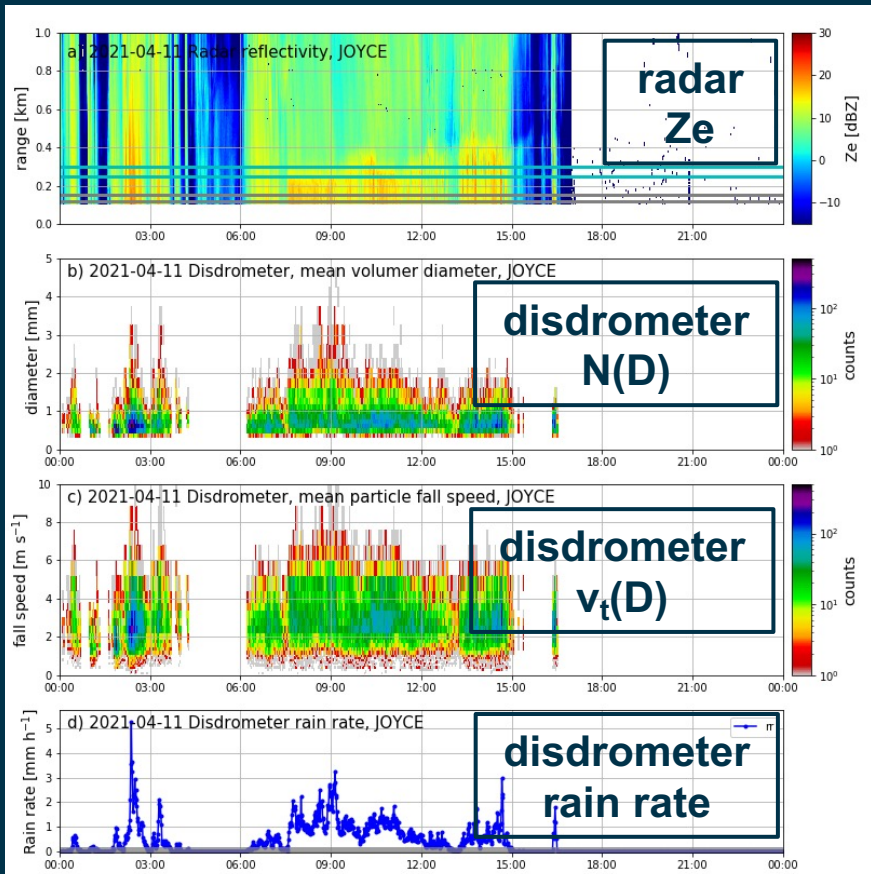 a) 2021-04-11 Radar reflectivity, JOYCE
radar
Ze
range [km]
1.0
0.8
0.6
0.4
0.2
0.0
03:00 06:00 09:00 12:00 15:00 18:00 21:00
30
20
10
0
−10
Ze [dBZ]
b) 2021-04-11 Disdrometer, mean volumer diameter, JOYCE
disdrometer
N(D)
diameter [mm]
5
4
3
2
1
0
00:00 03:00 06:00 09:00 12:00 15:00 18:00 21:00 00:00
10²
10¹
10⁰
counts
c) 2021-04-11 Disdrometer, mean particle fall speed, JOYCE
disdrometer
vₜ(D)
fall speed [m s⁻¹]
10
8
6
4
2
0
00:00 03:00 06:00 09:00 12:00 15:00 18:00 21:00 00:00
10²
10¹
10⁰
counts
d) 2021-04-11 Disdrometer rain rate, JOYCE
rr
disdrometer
rain rate
Rain rate [mm h⁻¹]
5
4
3
2
1
0
00:00 03:00 06:00 09:00 12:00 15:00 18:00 21:00 00:00